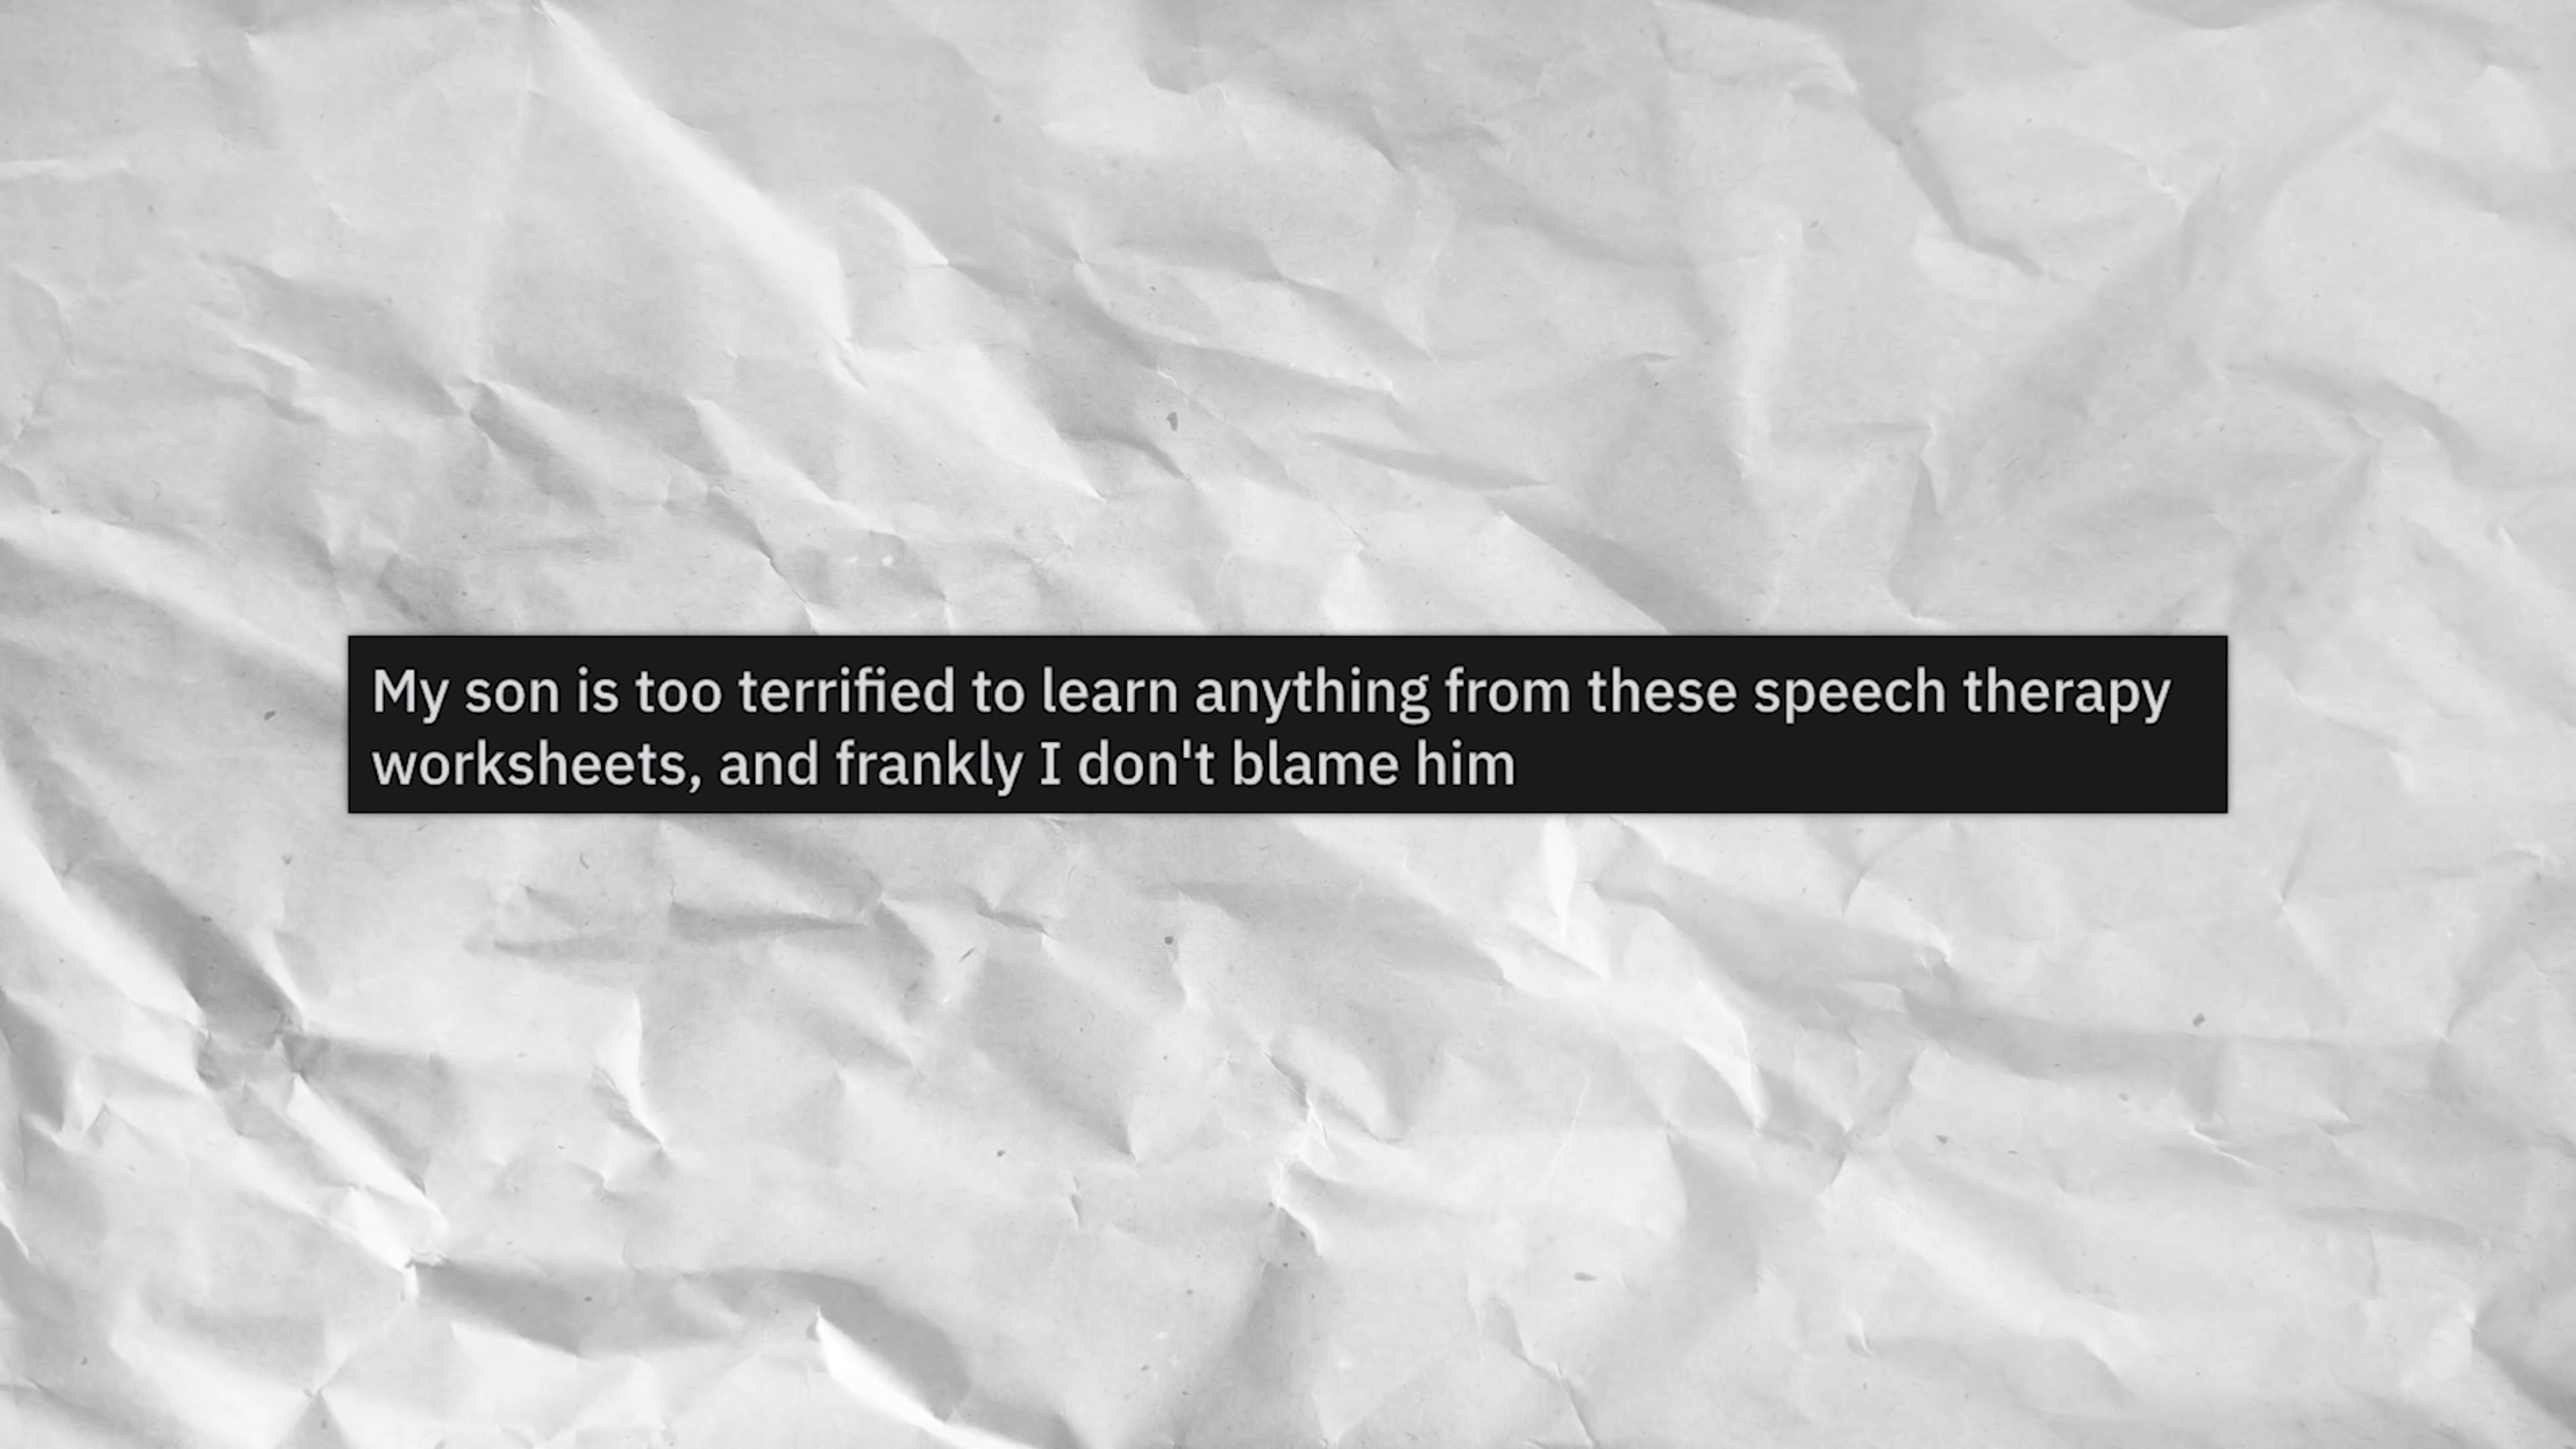 My son is too terrified to learn anything from these speech therapy
worksheets, and frankly I don't blame him